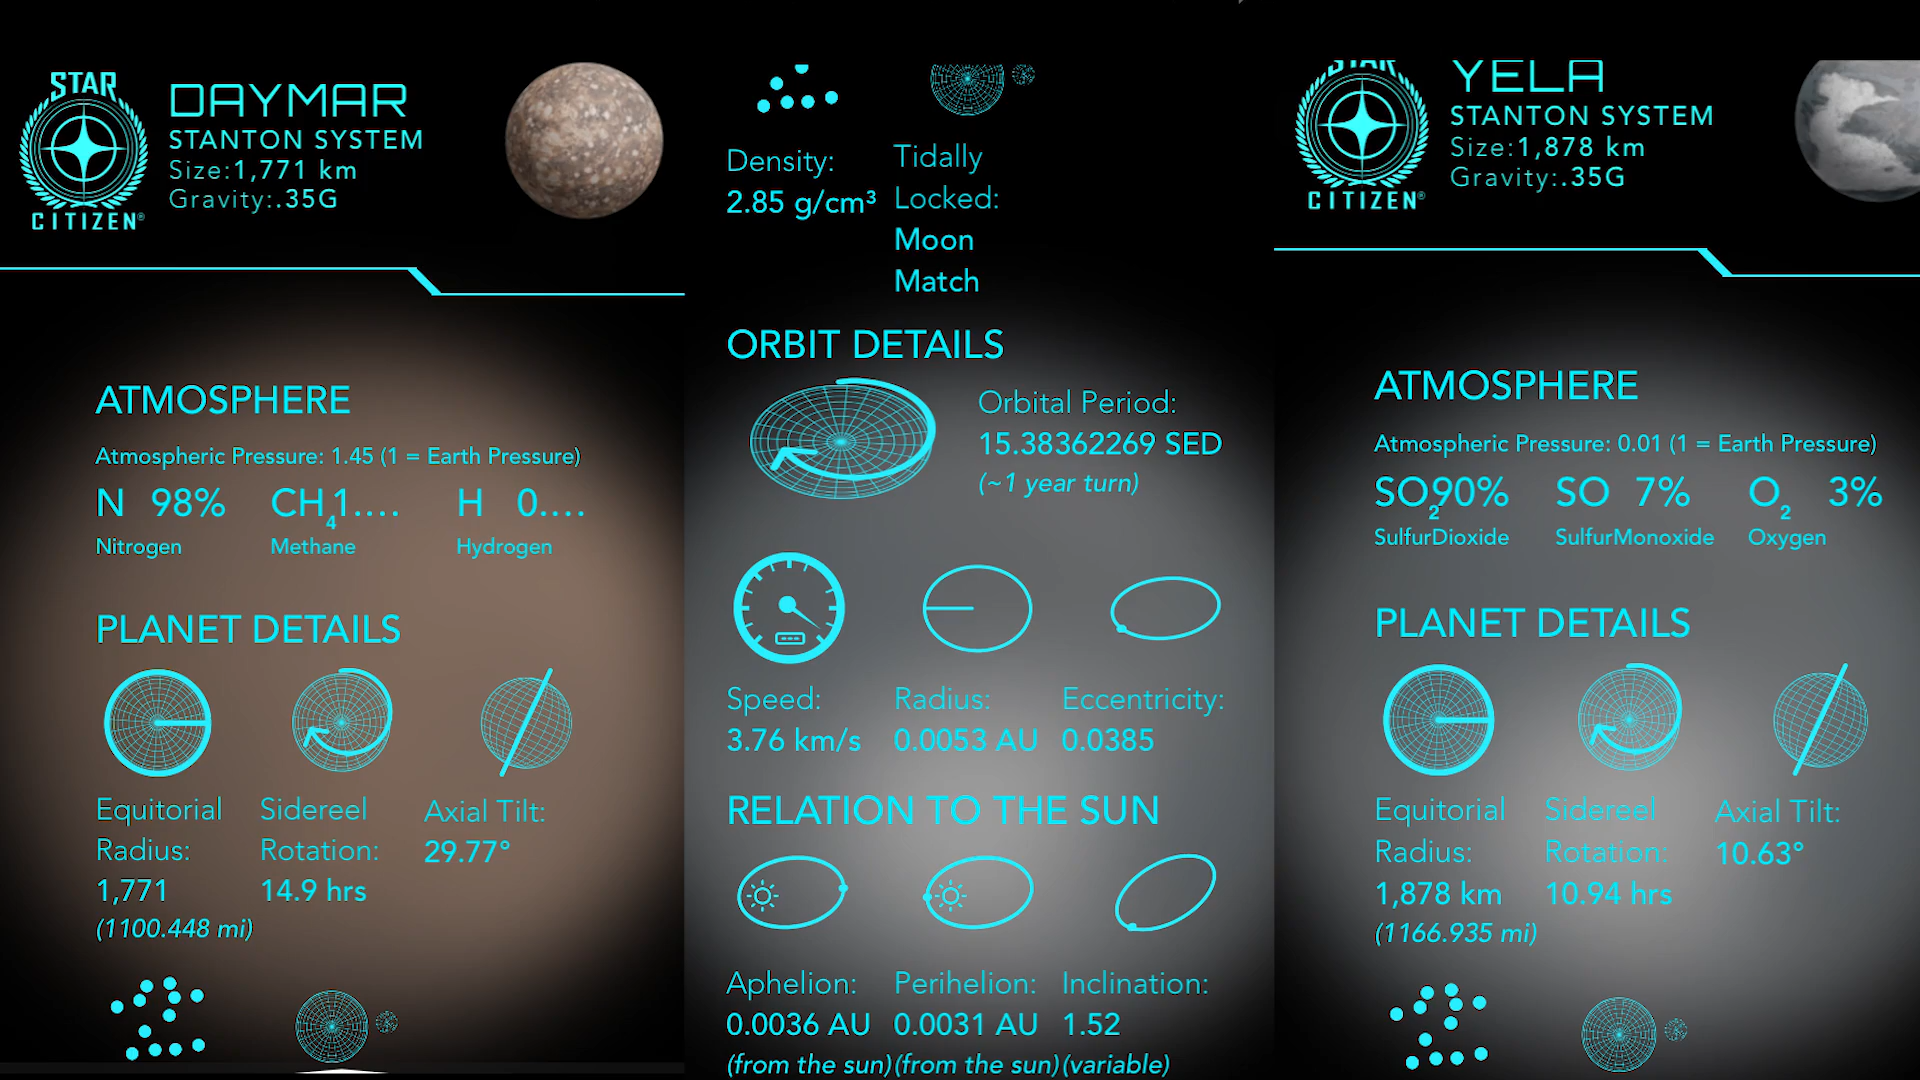 STAR
CITIZEN®
DAYMAR
STANTON SYSTEM
Size:1,771 km
Gravity:.35G
ATMOSPHERE
Atmospheric Pressure: 1.45 (1 = Earth Pressure)
N 98% CH4 1.... H 0....
Nitrogen Methane Hydrogen
PLANET DETAILS
Equitorial Sidereel Axial Tilt:
Radius: Rotation: 29.77°
1,771 14.9 hrs
(1100.448 mi)
Density: Tidally
2.85 g/cm³ Locked:
Moon
Match
ORBIT DETAILS
Orbital Period:
15.38362269 SED
(~1 year turn)
Speed: Radius: Eccentricity:
3.76 km/s 0.0053 AU 0.0385
RELATION TO THE SUN
Aphelion: Perihelion: Inclination:
0.0036 AU 0.0031 AU 1.52
(from the sun) (from the sun) (variable)
STAR
CITIZEN®
YELA
STANTON SYSTEM
Size:1,878 km
Gravity:.35G
ATMOSPHERE
Atmospheric Pressure: 0.01 (1 = Earth Pressure)
SO2 90% SO 7% O2 3%
SulfurDioxide SulfurMonoxide Oxygen
PLANET DETAILS
Equitorial Sidereel Axial Tilt:
Radius: Rotation: 10.63°
1,878 km 10.94 hrs
(1166.935 mi)